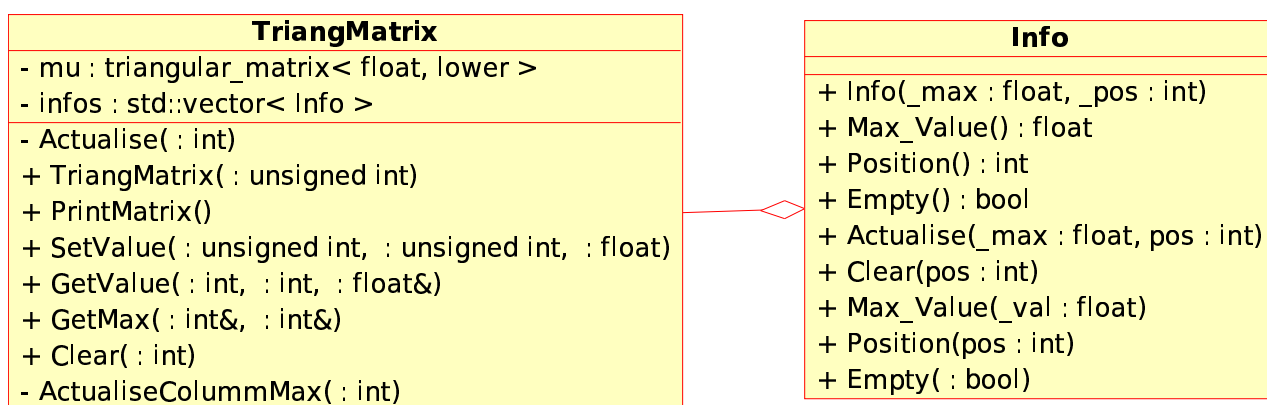 TriangMatrix
- mu : triangular_matrix< float, lower >
- infos : std::vector< Info >
- Actualise( : int)
+ TriangMatrix( : unsigned int)
+ PrintMatrix()
+ SetValue( : unsigned int,  : unsigned int,  : float)
+ GetValue( : int,  : int,  : float&)
+ GetMax( : int&,  : int&)
+ Clear( : int)
- ActualiseColummMax( : int)
Info
+ Info(_max : float, _pos : int)
+ Max_Value() : float
+ Position() : int
+ Empty() : bool
+ Actualise(_max : float, pos : int)
+ Clear(pos : int)
+ Max_Value(_val : float)
+ Position(pos : int)
+ Empty( : bool)